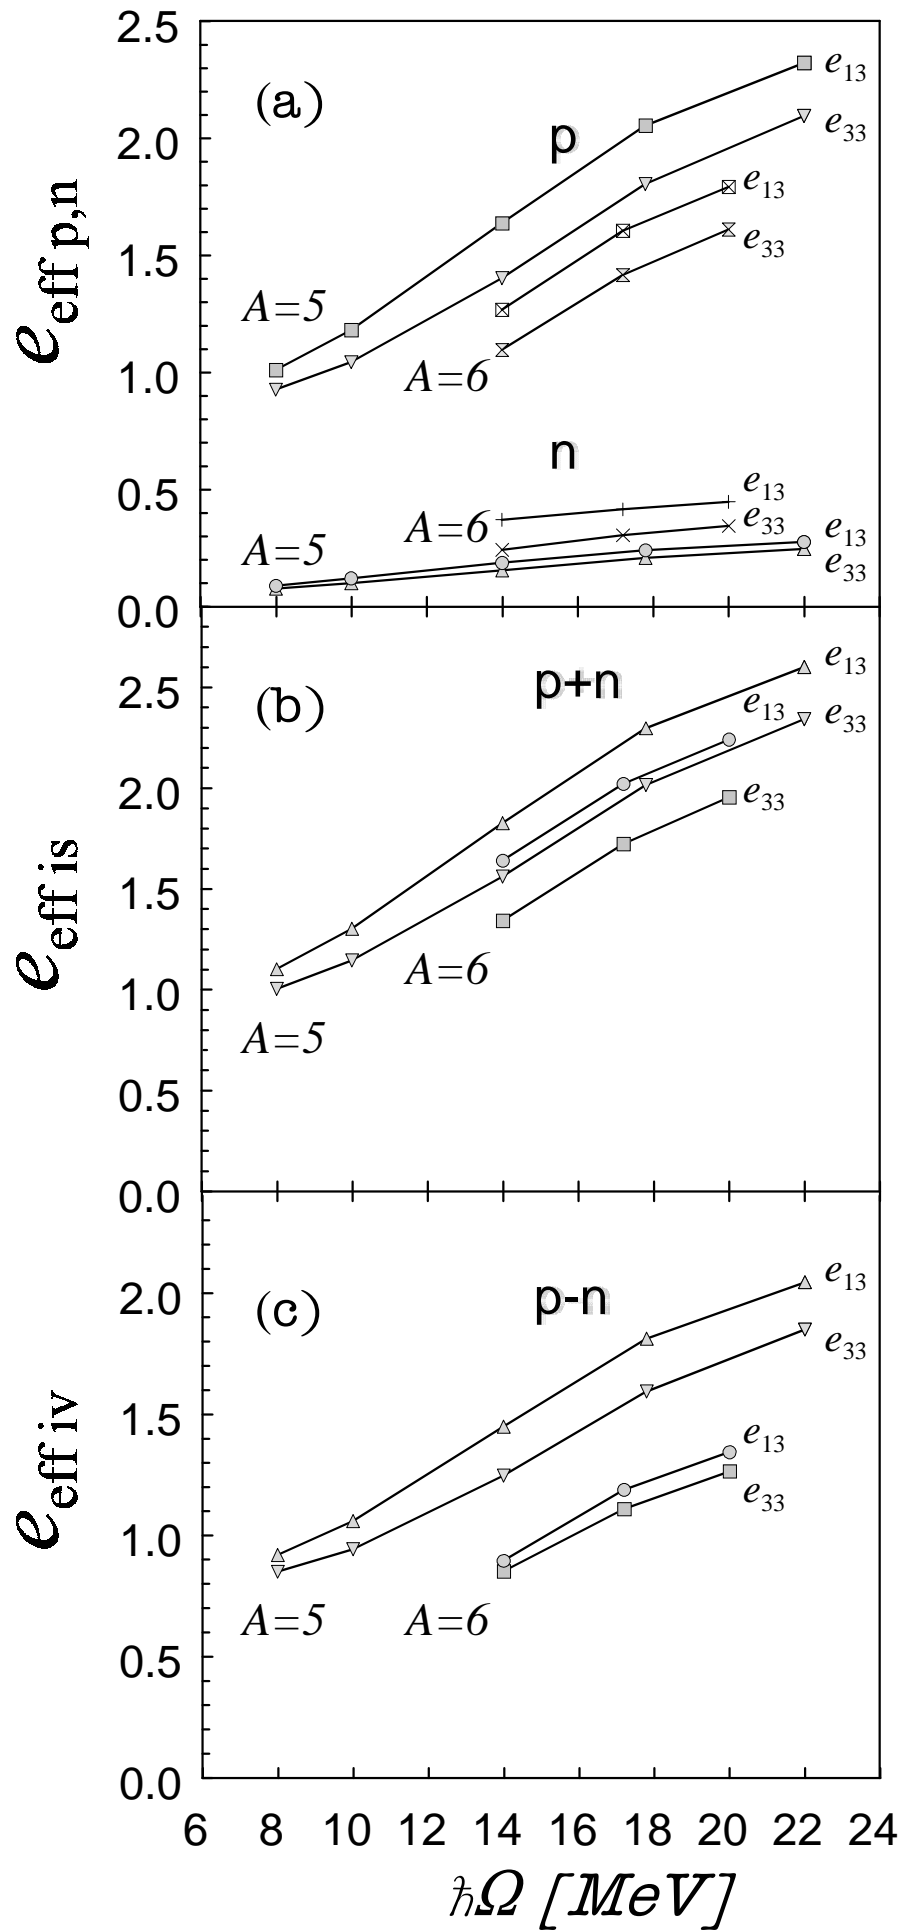 2.5
(a)
p
e13
e33
2.0
e13
e33
eeff p,n
1.5
A=5
A=6
1.0
n
0.5
e13
A=6
e33
e13
A=5
e33
0.0
(b)
p+n
e13
2.5
e13
e33
2.0
e33
eeff is
1.5
A=6
1.0
A=5
0.5
0.0
(c)
p-n
e13
2.0
e33
eeff iv
1.5
e13
e33
1.0
A=5 A=6
0.5
0.0
6 8 10 12 14 16 18 20 22 24
ℏΩ [MeV]